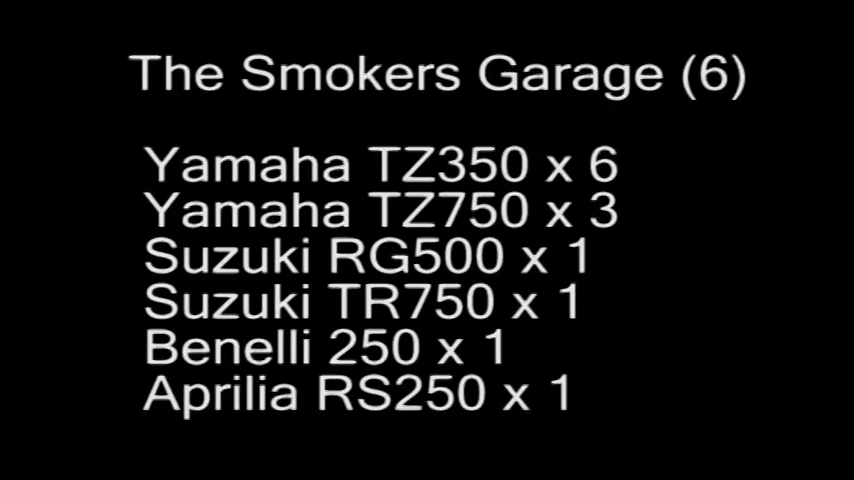 The Smokers Garage (6)
Yamaha TZ350 x 6
Yamaha TZ750 x 3
Suzuki RG500 x 1
Suzuki TR750 x 1
Benelli 250 x 1
Aprilia RS250 x 1